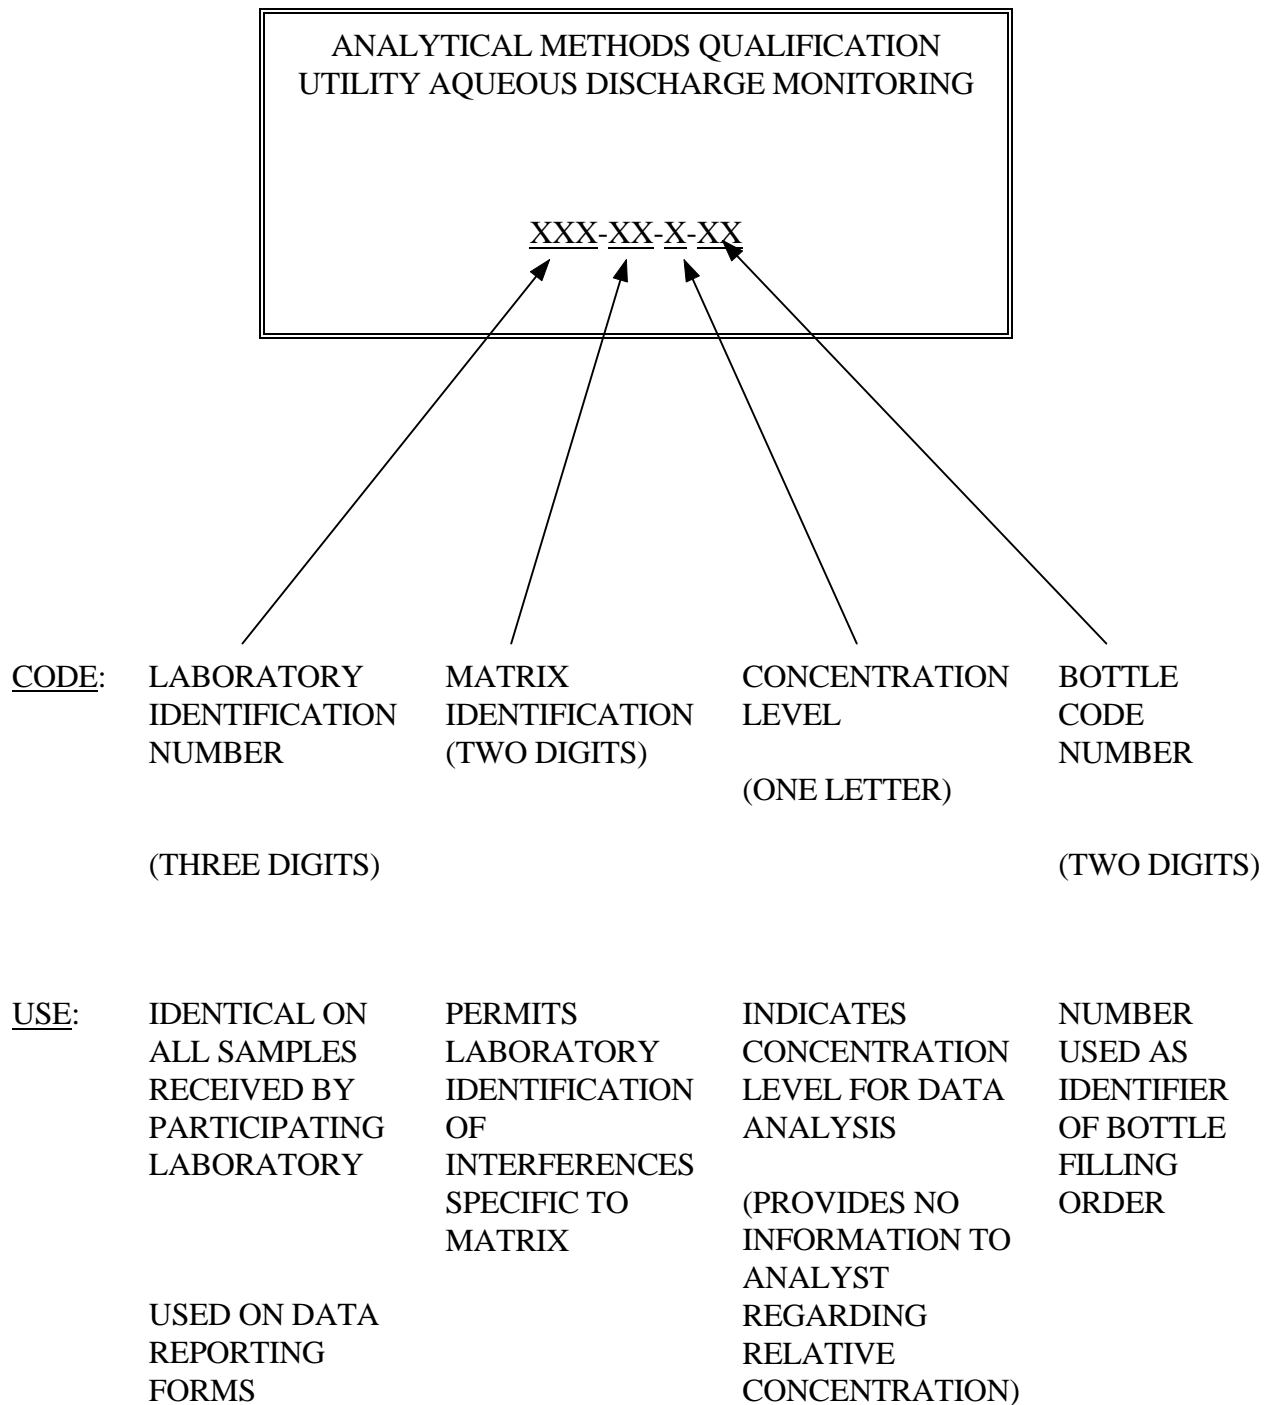 ANALYTICAL METHODS QUALIFICATION
UTILITY AQUEOUS DISCHARGE MONITORING
XXX-XX-X-XX
CODE:
LABORATORY
IDENTIFICATION
NUMBER
(THREE DIGITS)
MATRIX
IDENTIFICATION
(TWO DIGITS)
CONCENTRATION
LEVEL
(ONE LETTER)
BOTTLE
CODE
NUMBER
(TWO DIGITS)
USE:
IDENTICAL ON
ALL SAMPLES
RECEIVED BY
PARTICIPATING
LABORATORY
USED ON DATA
REPORTING
FORMS
PERMITS
LABORATORY
IDENTIFICATION
OF
INTERFERENCES
SPECIFIC TO
MATRIX
INDICATES
CONCENTRATION
LEVEL FOR DATA
ANALYSIS
(PROVIDES NO
INFORMATION TO
ANALYST
REGARDING
RELATIVE
CONCENTRATION)
NUMBER
USED AS
IDENTIFIER
OF BOTTLE
FILLING
ORDER